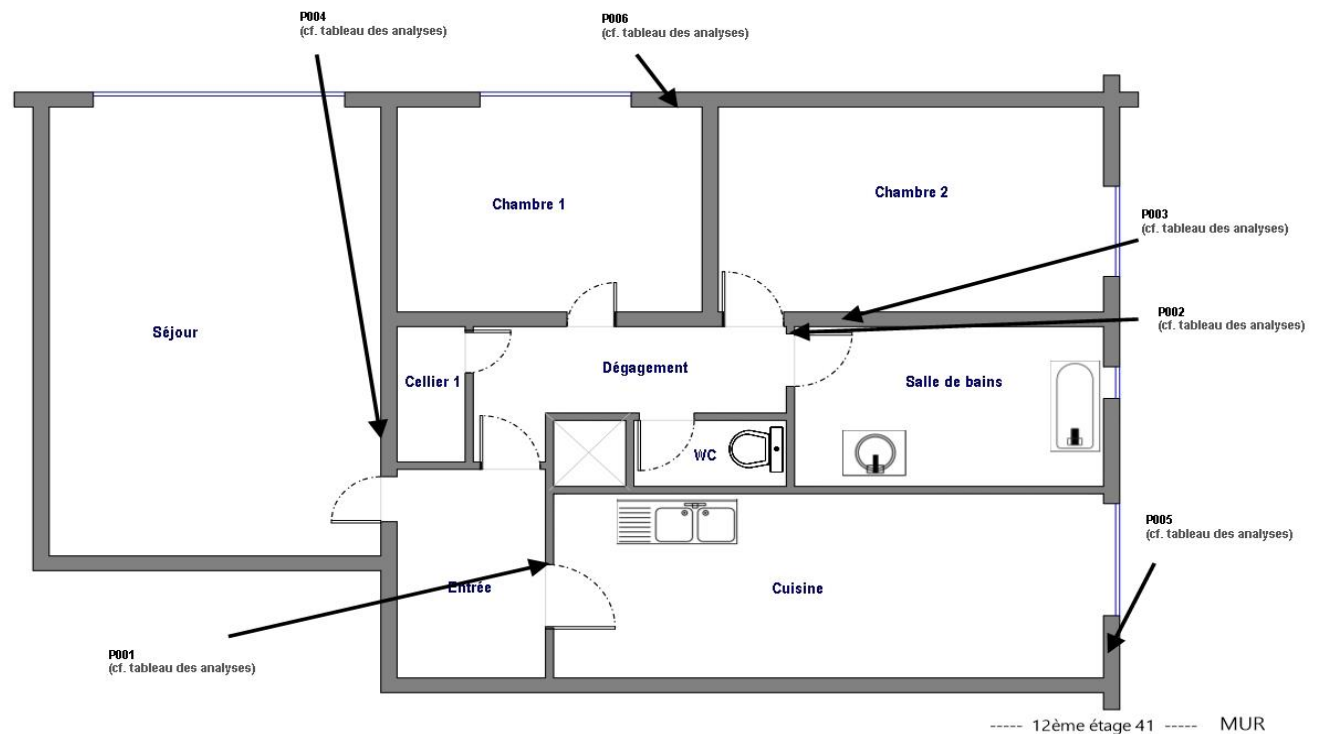 P004
(cf. tableau des analyses)
P006
(cf. tableau des analyses)
Chambre 1
Chambre 2
P003
(cf. tableau des analyses)
P002
(cf. tableau des analyses)
Séjour
Cellier 1
Dégagement
Salle de bains
WC
P005
(cf. tableau des analyses)
Entrée
Cuisine
P001
(cf. tableau des analyses)
----- 12ème étage 41 ----- MUR